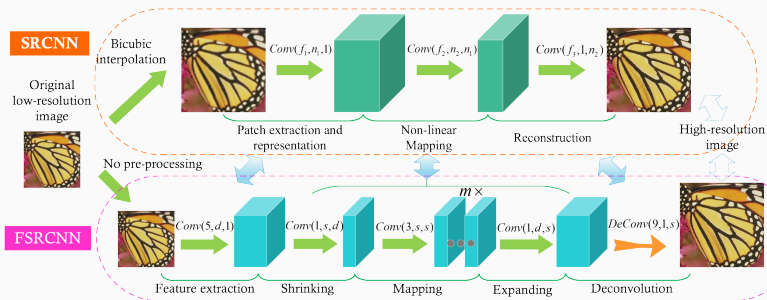 SRCNN
Bicubic
interpolation
Conv(f₁,n₁,1)
Conv(f₂,n₂,n₁)
Conv(f₃,1,n₂)
Original
low-resolution
image
Patch extraction and
representation
Non-linear
Mapping
Reconstruction
High-resolution
image
No pre-processing
m×
FSRCNN
Conv(5,d,1)
Conv(1,s,d)
Conv(3,s,s)
Conv(1,d,s)
DeConv(9,1,s)
Feature extraction
Shrinking
Mapping
Expanding
Deconvolution